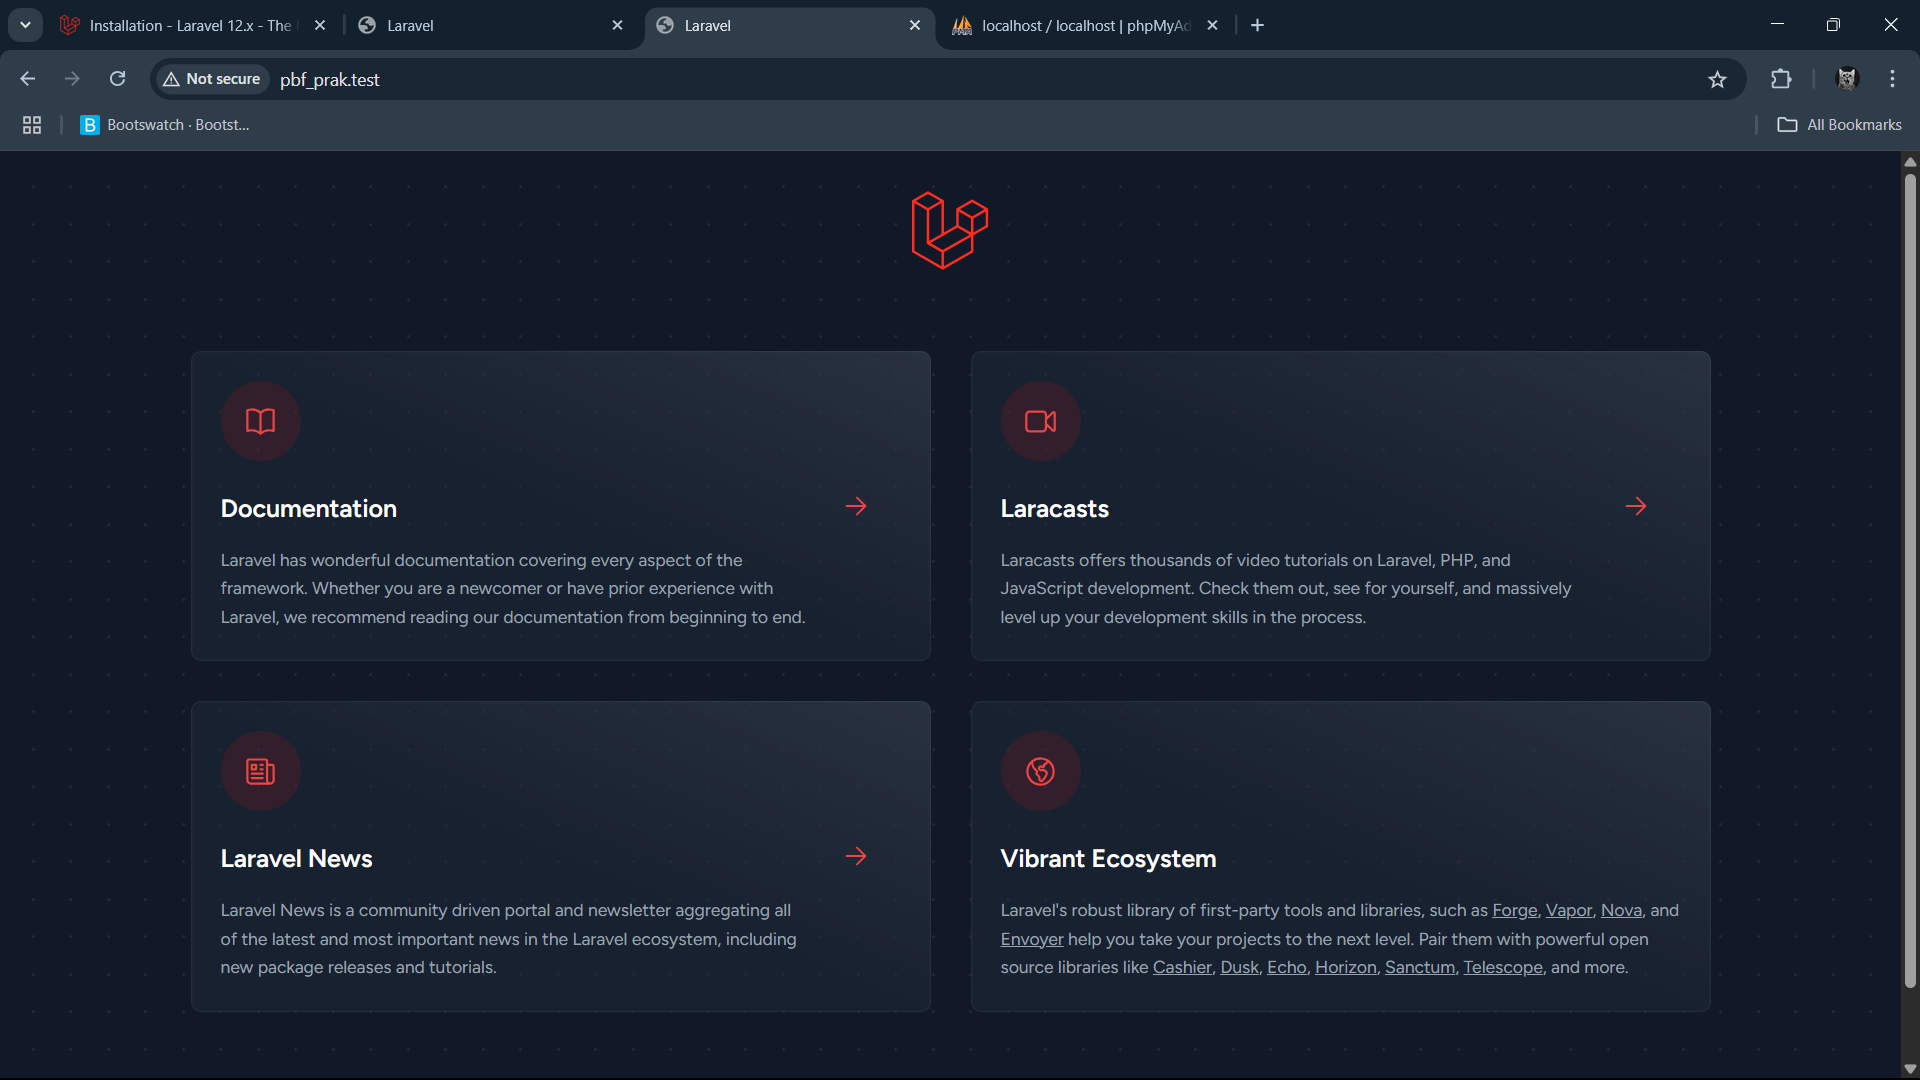 Installation - Laravel 12.x - The
Laravel
Laravel
localhost / localhost | phpMyAd
Not secure
pbf_prak.test
B
Bootswatch · Bootst...
All Bookmarks
Documentation
Laravel has wonderful documentation covering every aspect of the
framework. Whether you are a newcomer or have prior experience with
Laravel, we recommend reading our documentation from beginning to end.
Laracasts
Laracasts offers thousands of video tutorials on Laravel, PHP, and
JavaScript development. Check them out, see for yourself, and massively
level up your development skills in the process.
Laravel News
Laravel News is a community driven portal and newsletter aggregating all
of the latest and most important news in the Laravel ecosystem, including
new package releases and tutorials.
Vibrant Ecosystem
Laravel's robust library of first-party tools and libraries, such as Forge, Vapor, Nova, and
Envoyer help you take your projects to the next level. Pair them with powerful open
source libraries like Cashier, Dusk, Echo, Horizon, Sanctum, Telescope, and more.